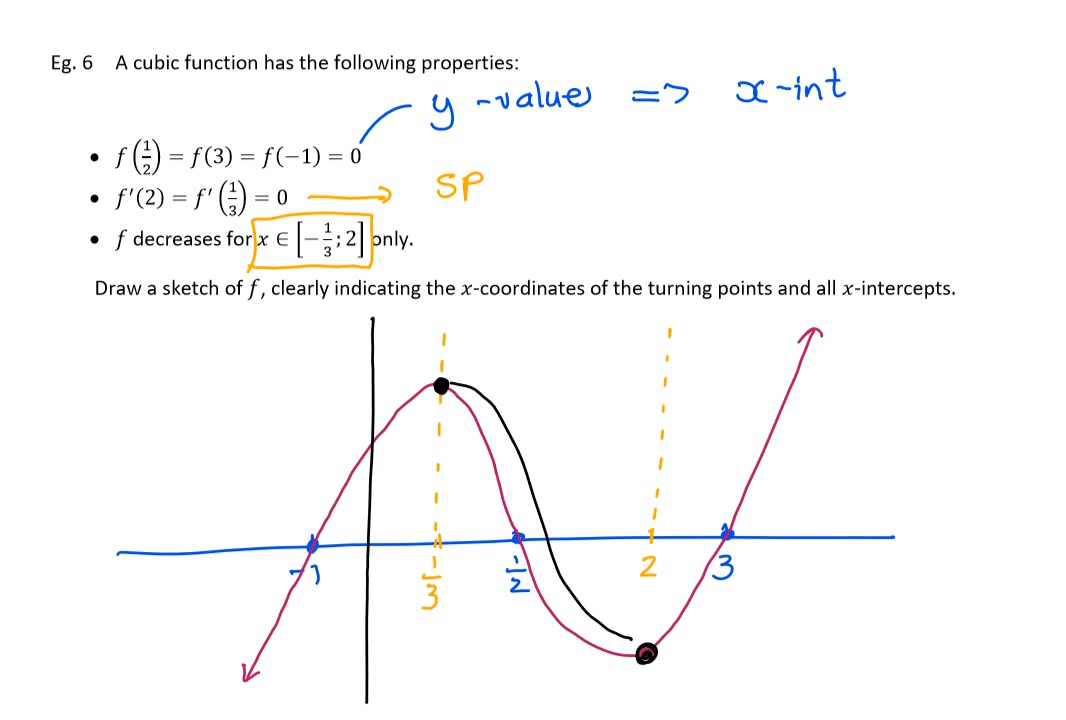 Eg. 6 A cubic function has the following properties:
y -values => x-int
• f(1/2) = f(3) = f(−1) = 0
• f′(2) = f′(1/3) = 0 → SP
• f decreases for x ∈ [−1/3; 2] only.
Draw a sketch of f, clearly indicating the x-coordinates of the turning points and all x-intercepts.
-1 1/3 1/2 2 3